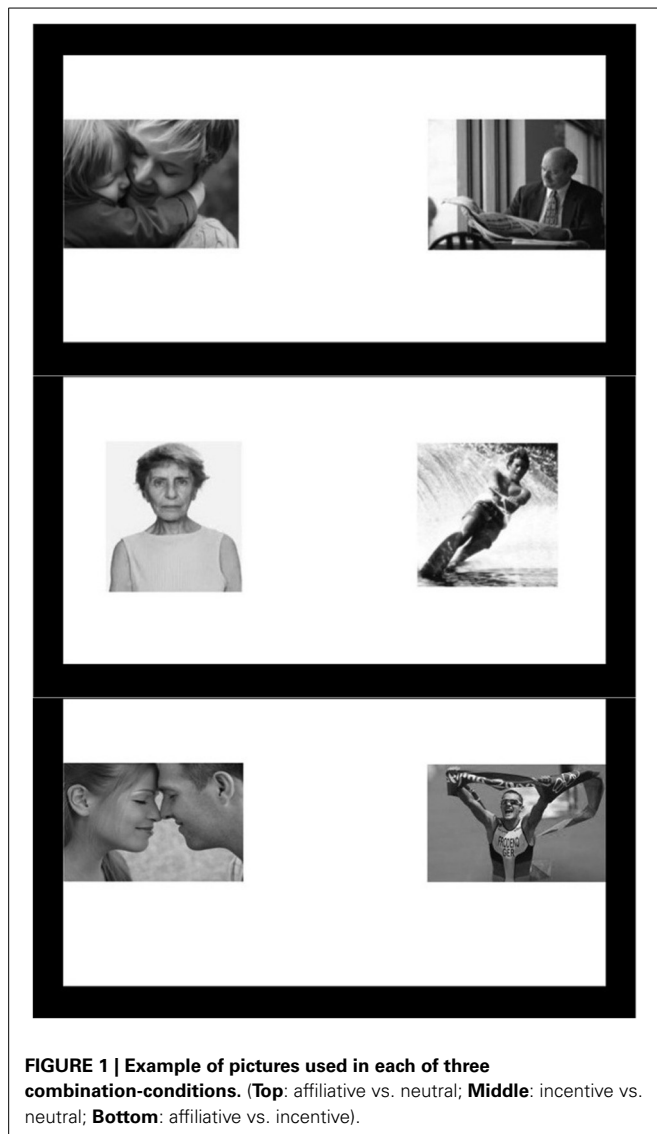 FIGURE 1 | Example of pictures used in each of three
combination-conditions. (Top: affiliative vs. neutral; Middle: incentive vs.
neutral; Bottom: affiliative vs. incentive).